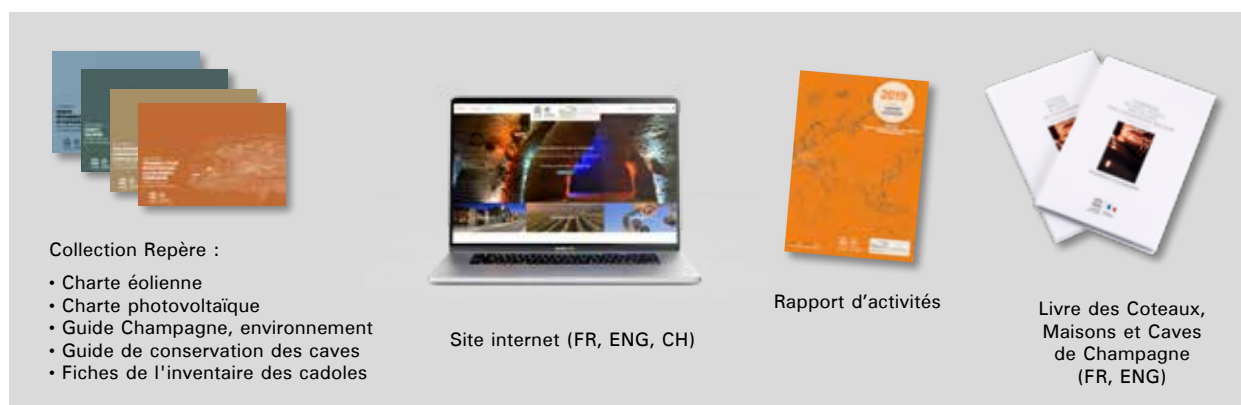 Collection Repère :
• Charte éolienne
• Charte photovoltaïque
• Guide Champagne, environnement
• Guide de conservation des caves
• Fiches de l'inventaire des cadoles
Site internet (FR, ENG, CH)
2019
Rapport d'activités
Livre des Coteaux,
Maisons et Caves
de Champagne
(FR, ENG)